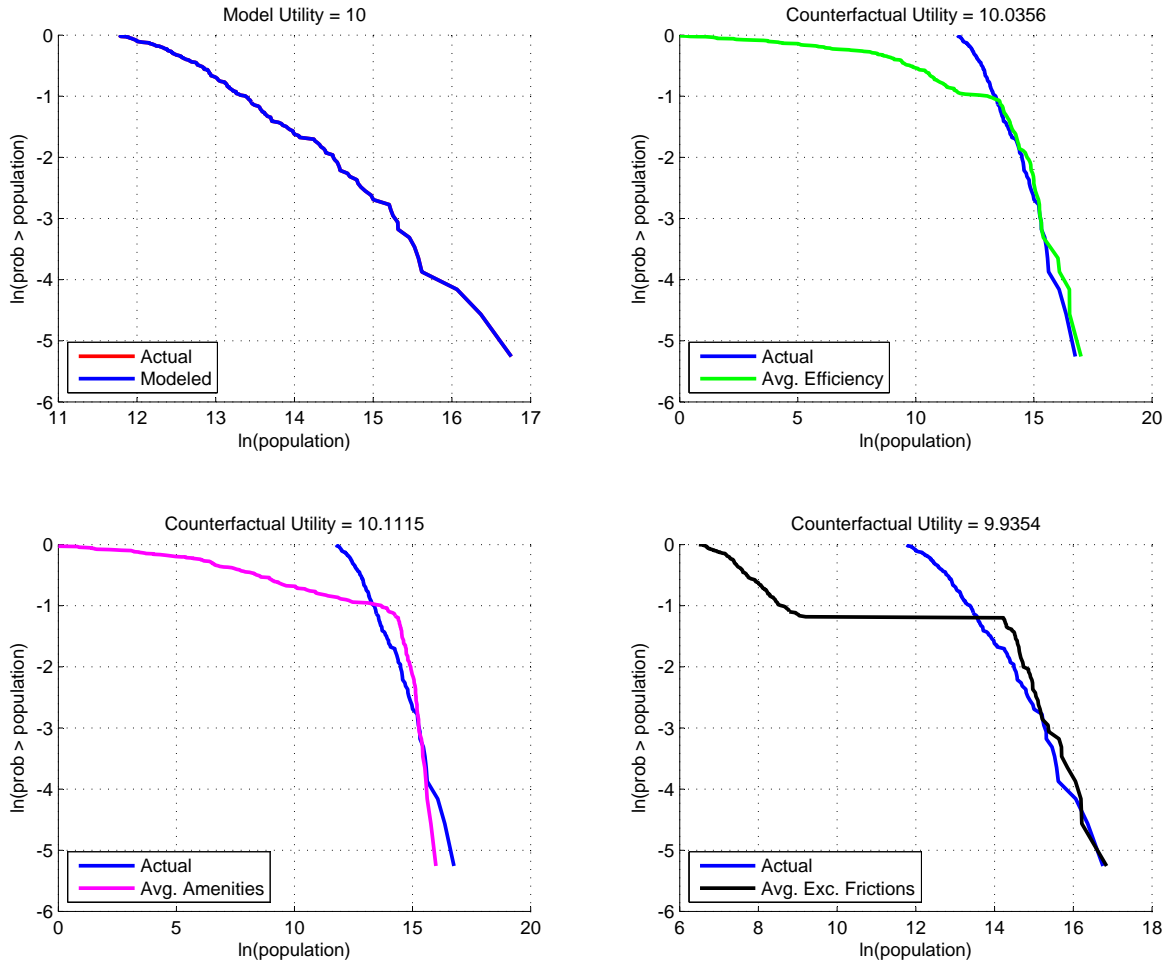 Model Utility = 10
0
-1
-2
-3
-4
-5
-6
ln(prob > population)
11 12 13 14 15 16 17
ln(population)
Actual
Modeled
Counterfactual Utility = 10.0356
0
-1
-2
-3
-4
-5
-6
ln(prob > population)
0 5 10 15 20
ln(population)
Actual
Avg. Efficiency
Counterfactual Utility = 10.1115
0
-1
-2
-3
-4
-5
-6
ln(prob > population)
0 5 10 15 20
ln(population)
Actual
Avg. Amenities
Counterfactual Utility = 9.9354
0
-1
-2
-3
-4
-5
-6
ln(prob > population)
6 8 10 12 14 16 18
ln(population)
Actual
Avg. Exc. Frictions